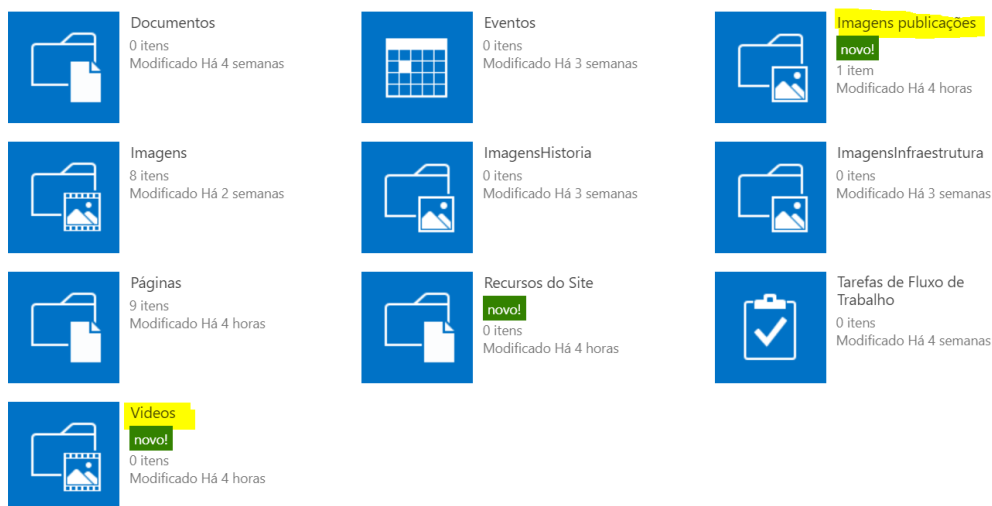 Documentos
0 itens
Modificado Há 4 semanas
Eventos
0 itens
Modificado Há 3 semanas
Imagens publicações
novo!
1 item
Modificado Há 4 horas
Imagens
8 itens
Modificado Há 2 semanas
ImagensHistoria
0 itens
Modificado Há 3 semanas
ImagensInfraestrutura
0 itens
Modificado Há 3 semanas
Páginas
9 itens
Modificado Há 4 horas
Recursos do Site
novo!
0 itens
Modificado Há 4 horas
Tarefas de Fluxo de
Trabalho
0 itens
Modificado Há 4 semanas
Videos
novo!
0 itens
Modificado Há 4 horas